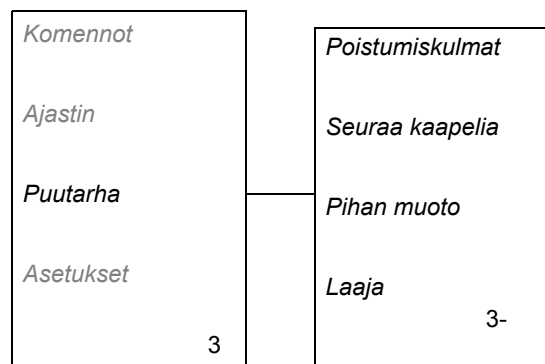 Komennot
Ajastin
Puutarha
Asetukset
3
Poistumiskulmat
Seuraa kaapelia
Pihan muoto
Laaja
3-